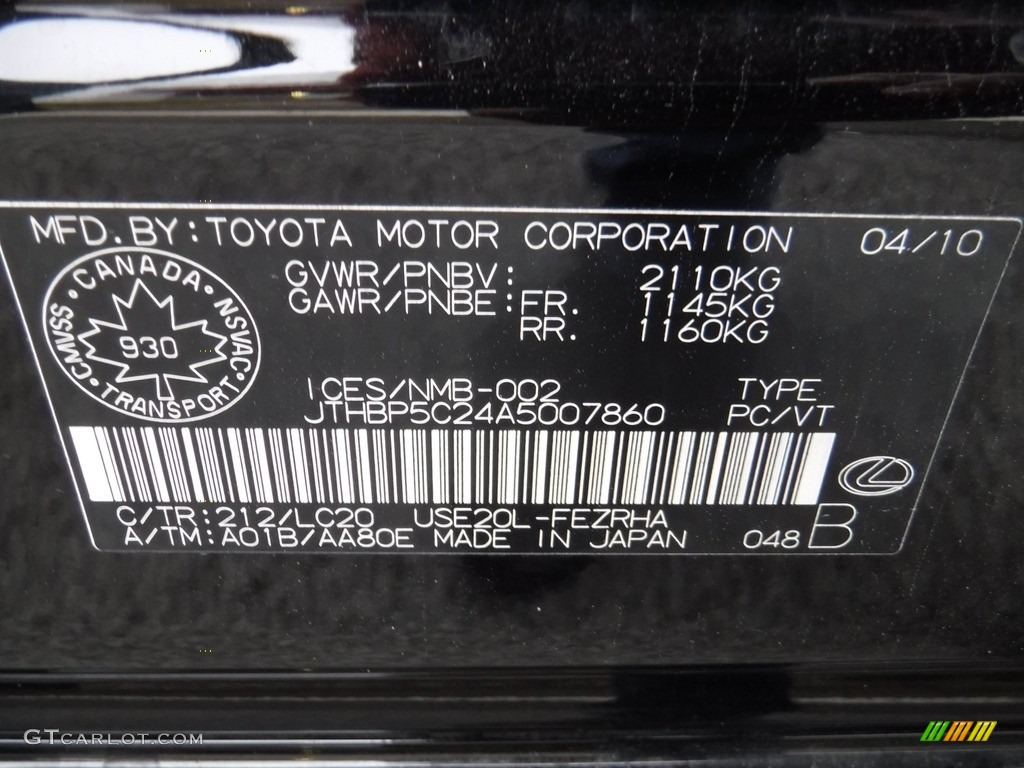 MFD. BY: TOYOTA MOTOR CORPORATION 04/10
GVWR/PNBV: 2110KG
GAWR/PNBE: FR. 1145KG
RR. 1160KG
CANADA
CMVSS NSVAC
930
TRANSPORT
ICES/NMB-002 TYPE
JTHBP5C24A5007860 PC/VT
C/TR: 212/LC20 USE20L-FEZRHA
A/TM: A01B/AA80E MADE IN JAPAN 048 B
GTCARLOT.COM